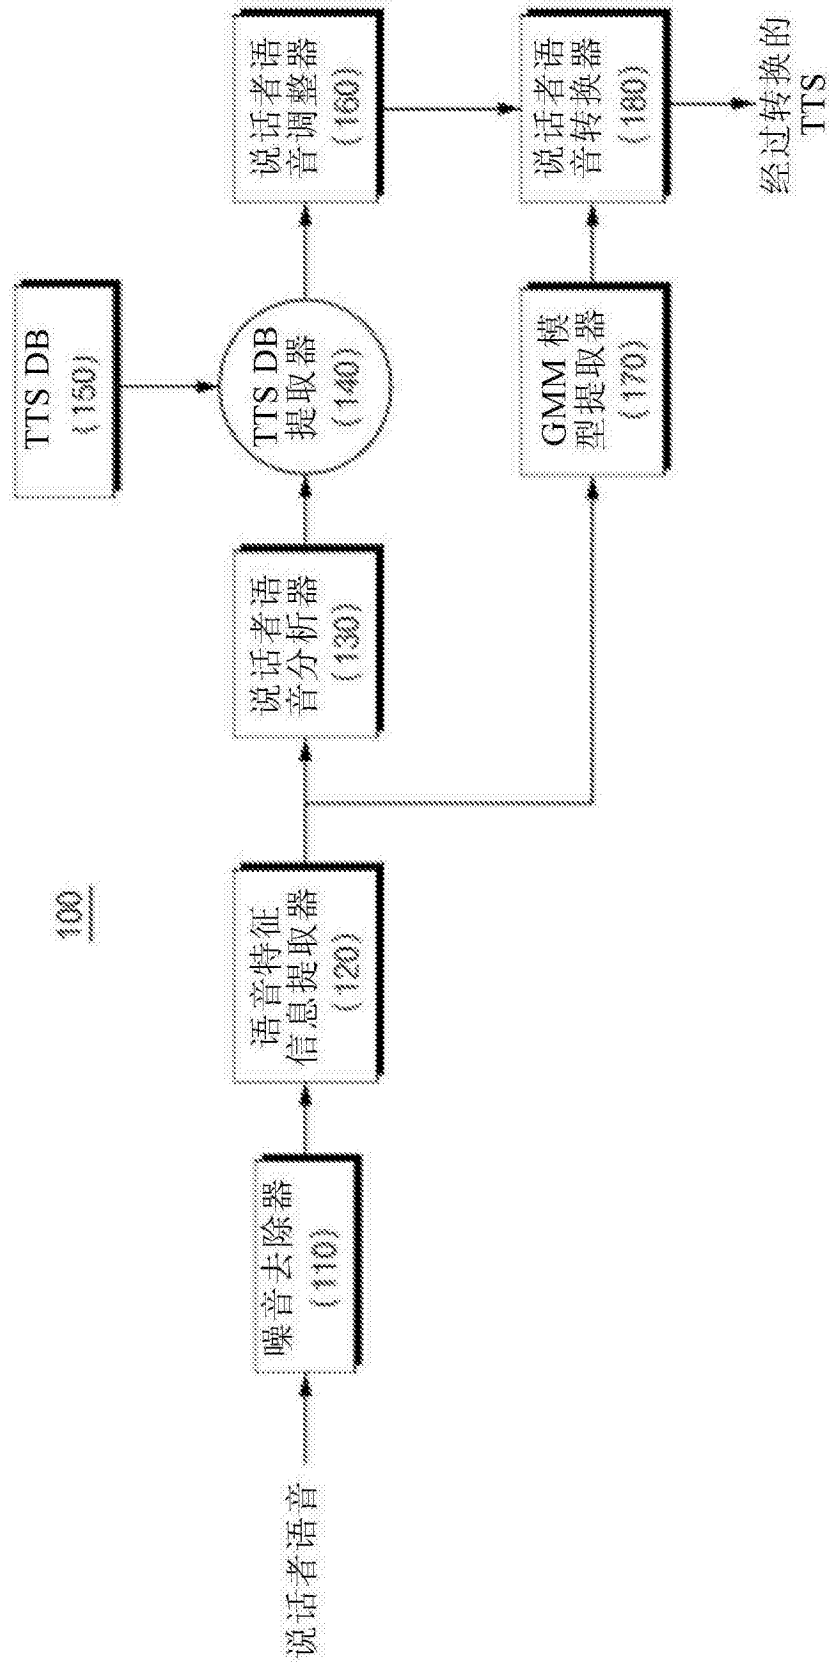 100
说话者语音
噪音去除器
(110)
语音特征
信息提取器
(120)
说话者语
音分析器
(130)
TTS DB
(150)
TTS DB
提取器
(140)
说话者语
音调整器
(160)
GMM 模
型提取器
(170)
说话者语
音转换器
(180)
经过转换的
TTS